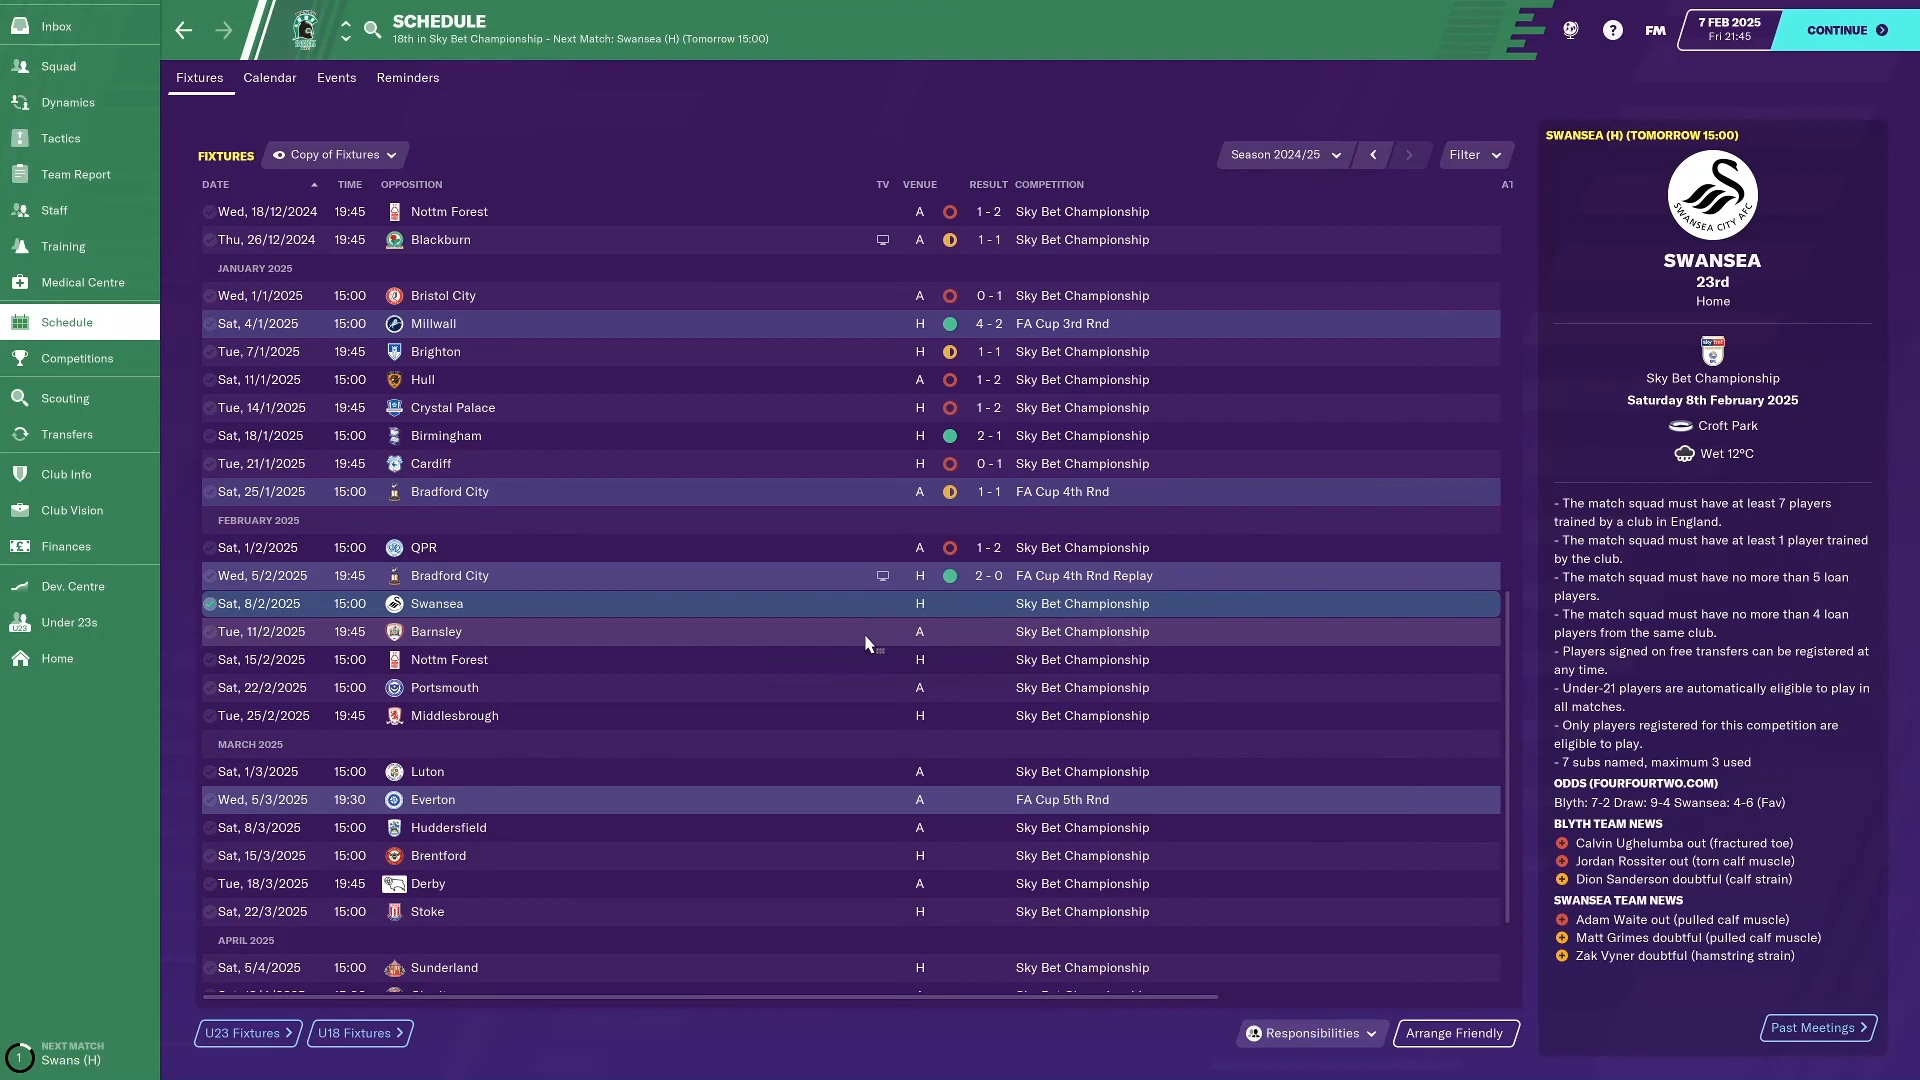 Inbox
Squad
Dynamics
Tactics
Team Report
Staff
Training
Medical Centre
Schedule
Competitions
Scouting
Transfers
Club Info
Club Vision
Finances
Dev. Centre
U23 Under 23s
Home
1 NEXT MATCH
Swans (H)
SCHEDULE
18th in Sky Bet Championship - Next Match: Swansea (H) (Tomorrow 15:00)
? FM 7 FEB 2025
Fri 21:45
CONTINUE
Fixtures Calendar Events Reminders
FIXTURES Copy of Fixtures Season 2024/25 Filter
DATE TIME OPPOSITION TV VENUE RESULT COMPETITION
Wed, 18/12/2024 19:45 Nottm Forest A 1 - 2 Sky Bet Championship
Thu, 26/12/2024 19:45 Blackburn A 1 - 1 Sky Bet Championship
JANUARY 2025
Wed, 1/1/2025 15:00 Bristol City A 0 - 1 Sky Bet Championship
Sat, 4/1/2025 15:00 Millwall H 4 - 2 FA Cup 3rd Rnd
Tue, 7/1/2025 19:45 Brighton H 1 - 1 Sky Bet Championship
Sat, 11/1/2025 15:00 Hull A 1 - 2 Sky Bet Championship
Tue, 14/1/2025 19:45 Crystal Palace H 1 - 2 Sky Bet Championship
Sat, 18/1/2025 15:00 Birmingham H 2 - 1 Sky Bet Championship
Tue, 21/1/2025 19:45 Cardiff H 0 - 1 Sky Bet Championship
Sat, 25/1/2025 15:00 Bradford City A 1 - 1 FA Cup 4th Rnd
FEBRUARY 2025
Sat, 1/2/2025 15:00 QPR A 1 - 2 Sky Bet Championship
Wed, 5/2/2025 19:45 Bradford City H 2 - 0 FA Cup 4th Rnd Replay
Sat, 8/2/2025 15:00 Swansea H Sky Bet Championship
Tue, 11/2/2025 19:45 Barnsley A Sky Bet Championship
Sat, 15/2/2025 15:00 Nottm Forest H Sky Bet Championship
Sat, 22/2/2025 15:00 Portsmouth A Sky Bet Championship
Tue, 25/2/2025 19:45 Middlesbrough H Sky Bet Championship
MARCH 2025
Sat, 1/3/2025 15:00 Luton A Sky Bet Championship
Wed, 5/3/2025 19:30 Everton A FA Cup 5th Rnd
Sat, 8/3/2025 15:00 Huddersfield A Sky Bet Championship
Sat, 15/3/2025 15:00 Brentford H Sky Bet Championship
Tue, 18/3/2025 19:45 Derby A Sky Bet Championship
Sat, 22/3/2025 15:00 Stoke H Sky Bet Championship
APRIL 2025
Sat, 5/4/2025 15:00 Sunderland H Sky Bet Championship
U23 Fixtures U18 Fixtures Responsibilities Arrange Friendly
SWANSEA (H) (TOMORROW 15:00)
SWANSEA CITY AFC
SWANSEA
23rd
Home
sky bet
Sky Bet Championship
Saturday 8th February 2025
Croft Park
Wet 12°C
- The match squad must have at least 7 players
trained by a club in England.
- The match squad must have at least 1 player trained
by the club.
- The match squad must have no more than 5 loan
players.
- The match squad must have no more than 4 loan
players from the same club.
- Players signed on free transfers can be registered at
any time.
- Under-21 players are automatically eligible to play in
all matches.
- Only players registered for this competition are
eligible to play.
- 7 subs named, maximum 3 used
ODDS (FOURFOURTWO.COM)
Blyth: 7-2 Draw: 9-4 Swansea: 4-6 (Fav)
BLYTH TEAM NEWS
Calvin Ughelumba out (fractured toe)
Jordan Rossiter out (torn calf muscle)
Dion Sanderson doubtful (calf strain)
SWANSEA TEAM NEWS
Adam Waite out (pulled calf muscle)
Matt Grimes doubtful (pulled calf muscle)
Zak Vyner doubtful (hamstring strain)
Past Meetings